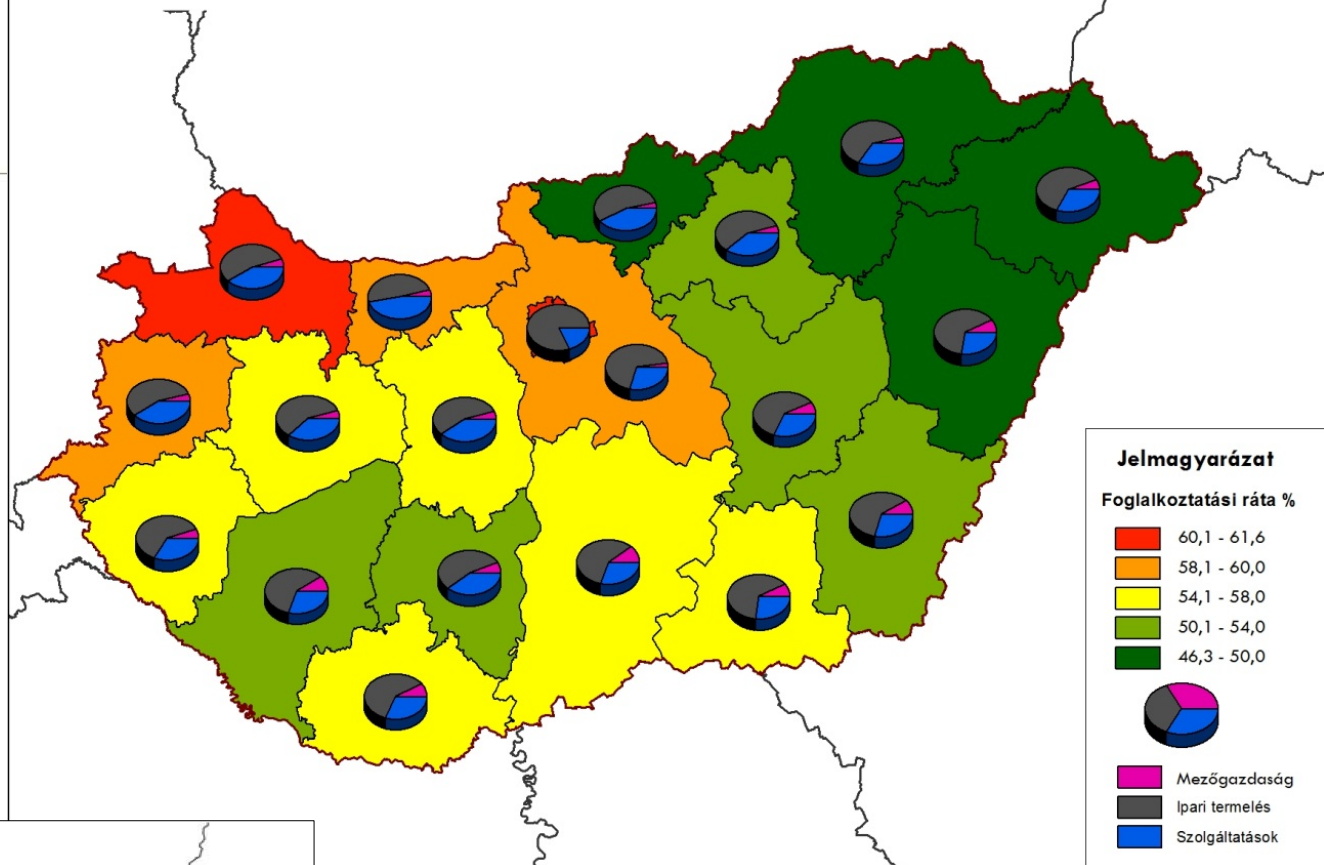 Jelmagyarázat
Foglalkoztatási ráta %
60,1 - 61,6
58,1 - 60,0
54,1 - 58,0
50,1 - 54,0
46,3 - 50,0
Mezőgazdaság
Ipari termelés
Szolgáltatások